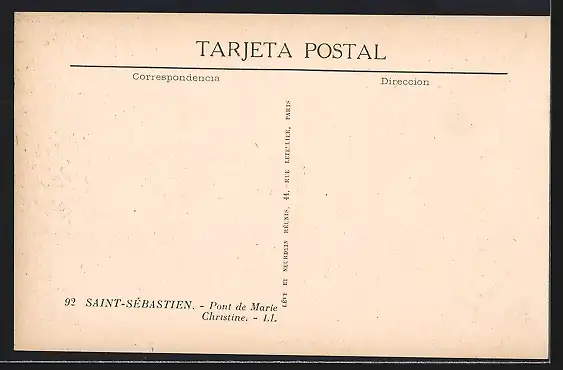 TARJETA POSTAL
Correspondencia
Direccion
LÉVY ET NEURDEIN RÉUNIS, 44, RUE LETELLIER, PARIS
92 SAINT-SÉBASTIEN. - Pont de Marie
Christine. - LL